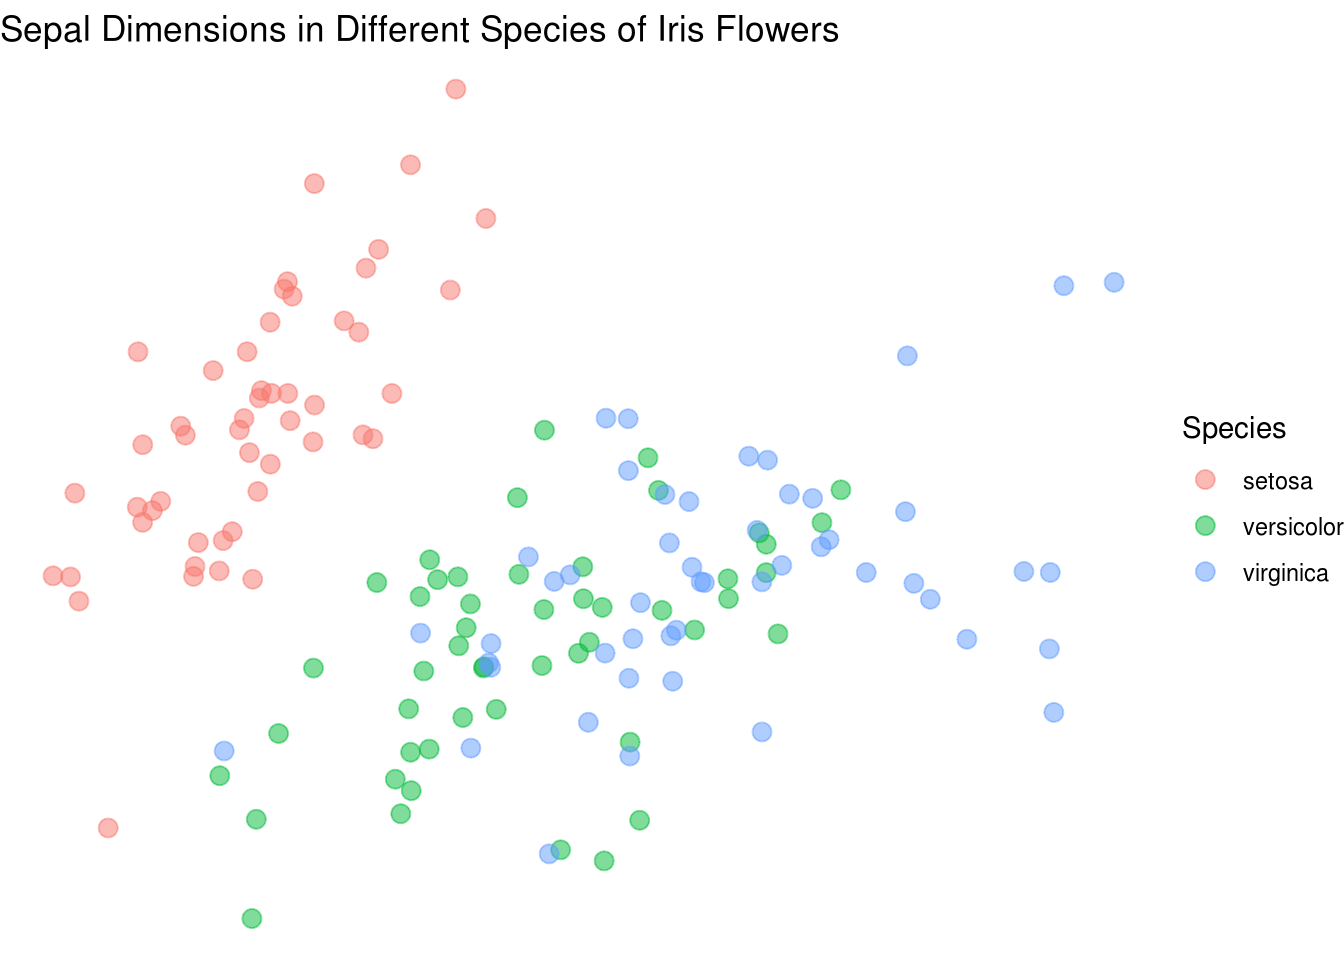 Sepal Dimensions in Different Species of Iris Flowers
Species
setosa
versicolor
virginica